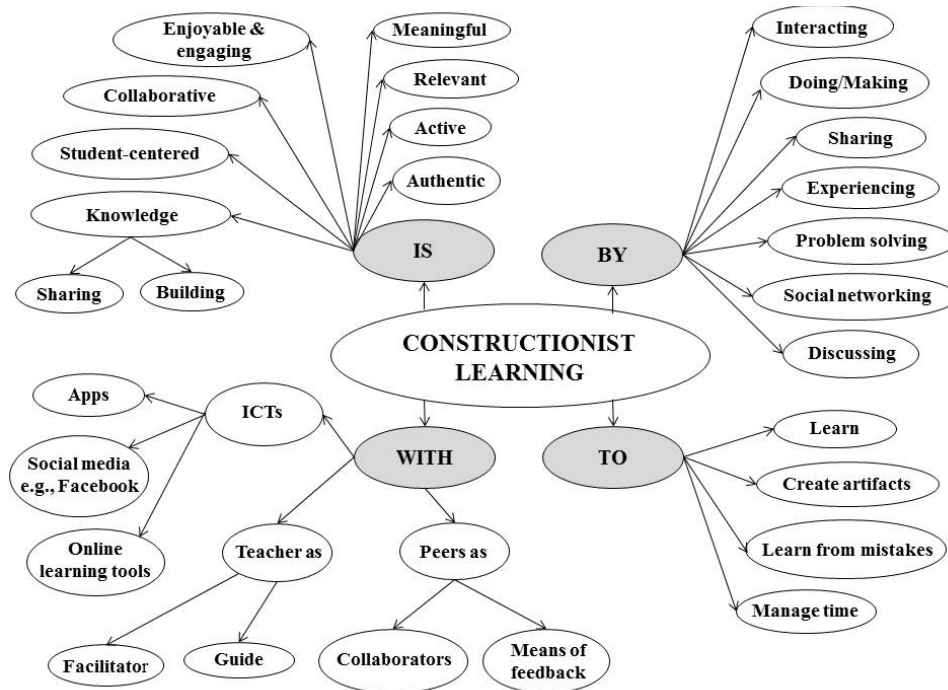 Enjoyable &
engaging
Meaningful
Collaborative
Relevant
Student-centered
Active
Knowledge
Authentic
Sharing
Building
IS
Interacting
Doing/Making
Sharing
Experiencing
Problem solving
Social networking
Discussing
BY
CONSTRUCTIONIST
LEARNING
Apps
ICTs
Social media
e.g., Facebook
Online
learning tools
WITH
Teacher as
Peers as
Facilitator
Guide
Collaborators
Means of
feedback
TO
Learn
Create artifacts
Learn from mistakes
Manage time